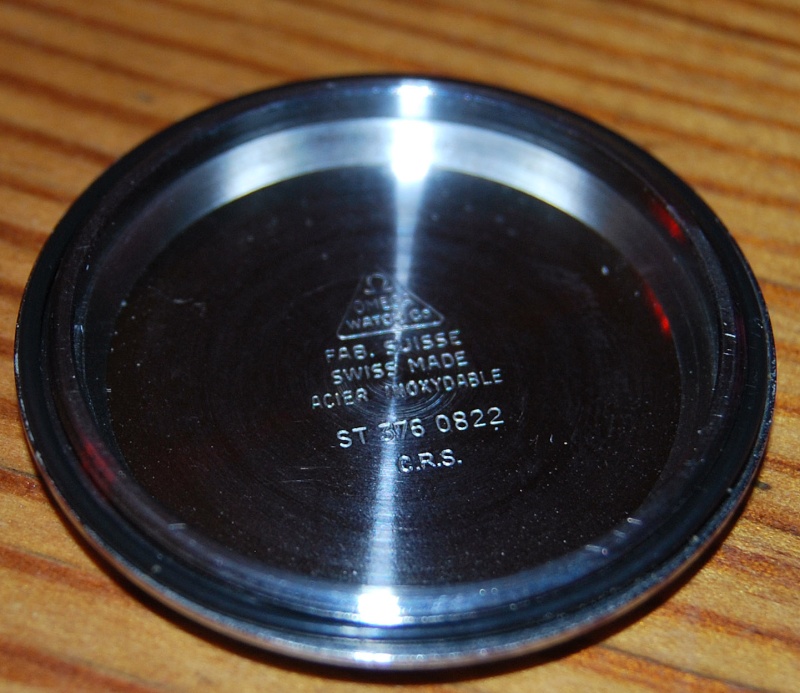 Ω
OMEGA
WATCH Co
FAB. SUISSE
SWISS MADE
ACIER INOXYDABLE
ST 376 0822
C.R.S.